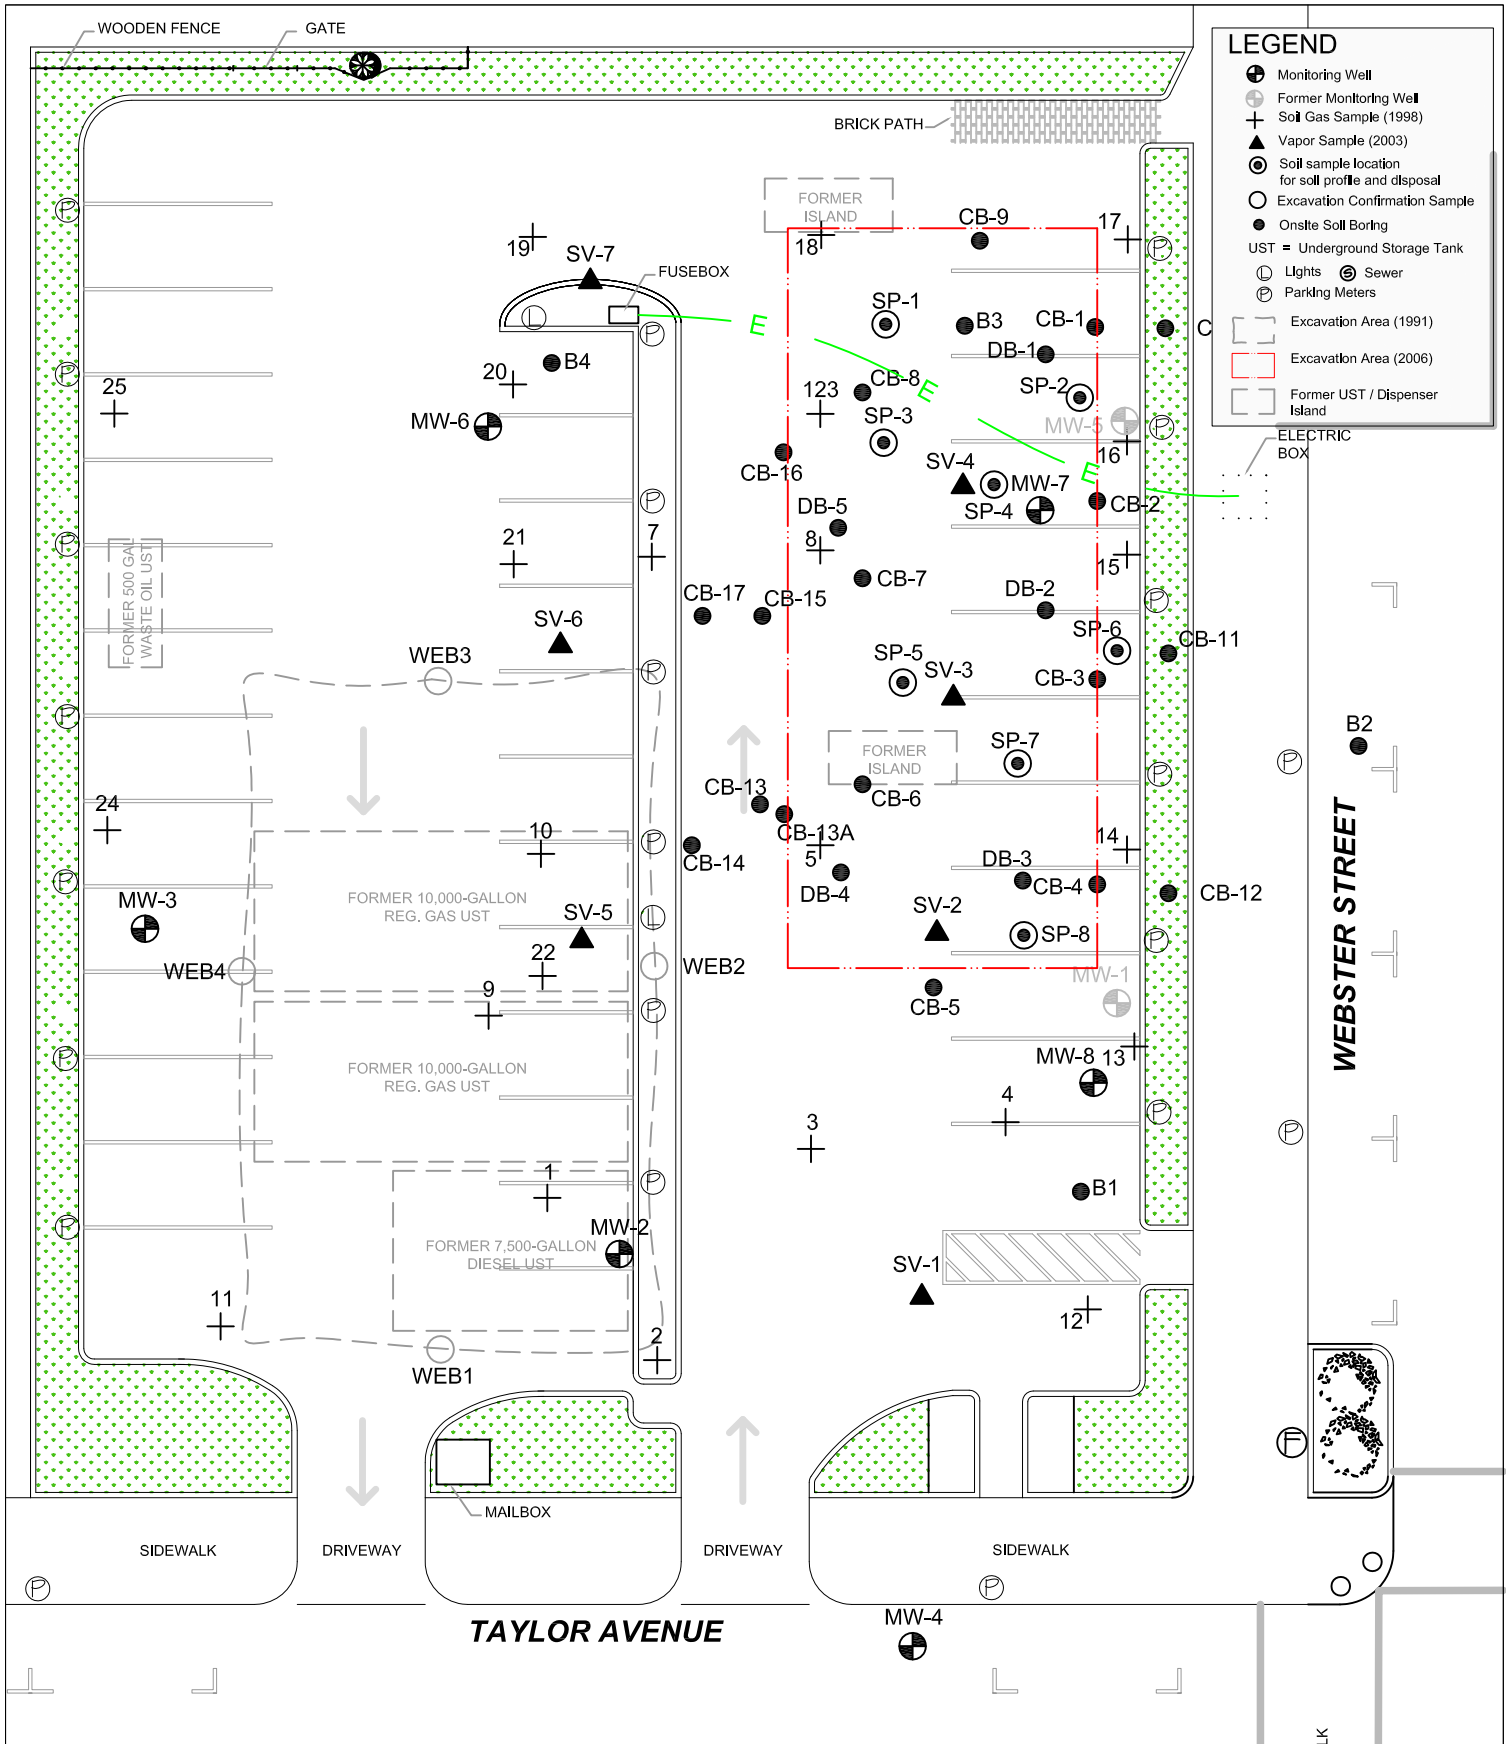 WOODEN FENCE
GATE
LEGEND
Monitoring Well
Former Monitoring Well
Soil Gas Sample (1998)
Vapor Sample (2003)
Soil sample location
for soil profile and disposal
Excavation Confirmation Sample
Onsite Soil Boring
UST = Underground Storage Tank
L Lights S Sewer
P Parking Meters
Excavation Area (1991)
Excavation Area (2006)
Former UST / Dispenser
Island
BRICK PATH
FORMER
ISLAND
CB-9
17
18
19
SV-7
FUSEBOX
E
SP-1
B3
CB-1
C
DB-1
B4
20
25
MW-6
CB-8
E
SP-2
123
SP-3
MW-5
16
ELECTRIC
BOX
CB-16
SV-4
MW-7
E
SP-4
CB-2
DB-5
8
7
21
15
FORMER 500 GAL
WASTE OIL UST
CB-7
CB-17
CB-15
DB-2
SV-6
SP-6
CB-11
WEB3
SP-5
SV-3
CB-3
B2
FORMER
ISLAND
SP-7
CB-6
CB-13
24
10
CB-13A
14
CB-14
5
DB-3
CB-4
DB-4
CB-12
FORMER 10,000-GALLON
REG. GAS UST
MW-3
SV-5
SV-2
SP-8
WEB4
22
WEB2
MW-1
9
CB-5
WEBSTER STREET
MW-8
13
FORMER 10,000-GALLON
REG. GAS UST
4
3
1
B1
MW-2
FORMER 7,500-GALLON
DIESEL UST
SV-1
11
12
2
WEB1
F
MAILBOX
SIDEWALK
DRIVEWAY
DRIVEWAY
SIDEWALK
TAYLOR AVENUE
MW-4
LK